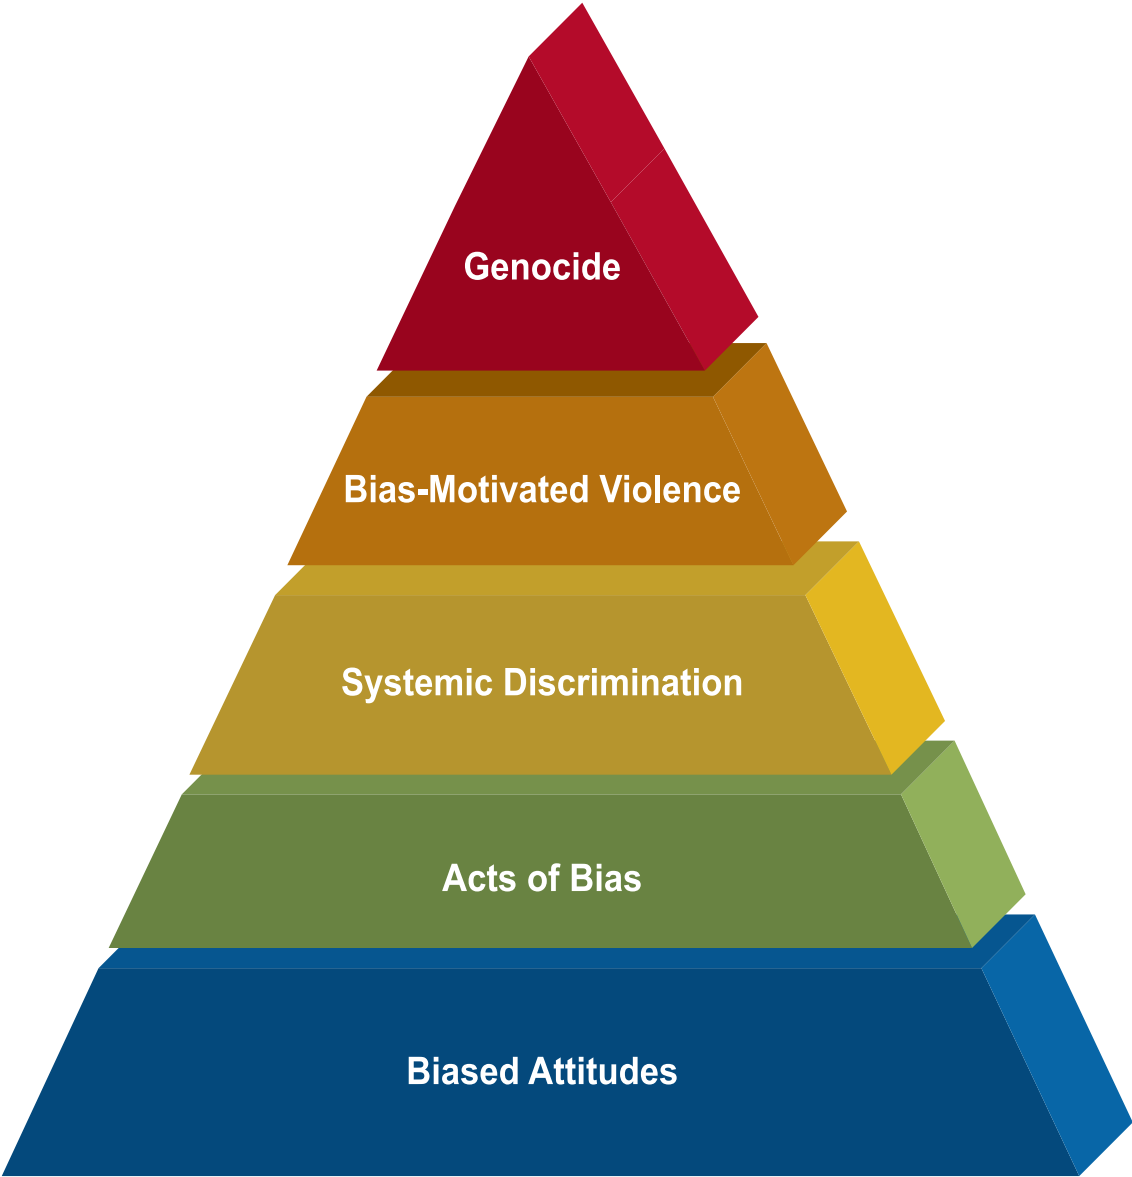 Genocide
Bias-Motivated Violence
Systemic Discrimination
Acts of Bias
Biased Attitudes